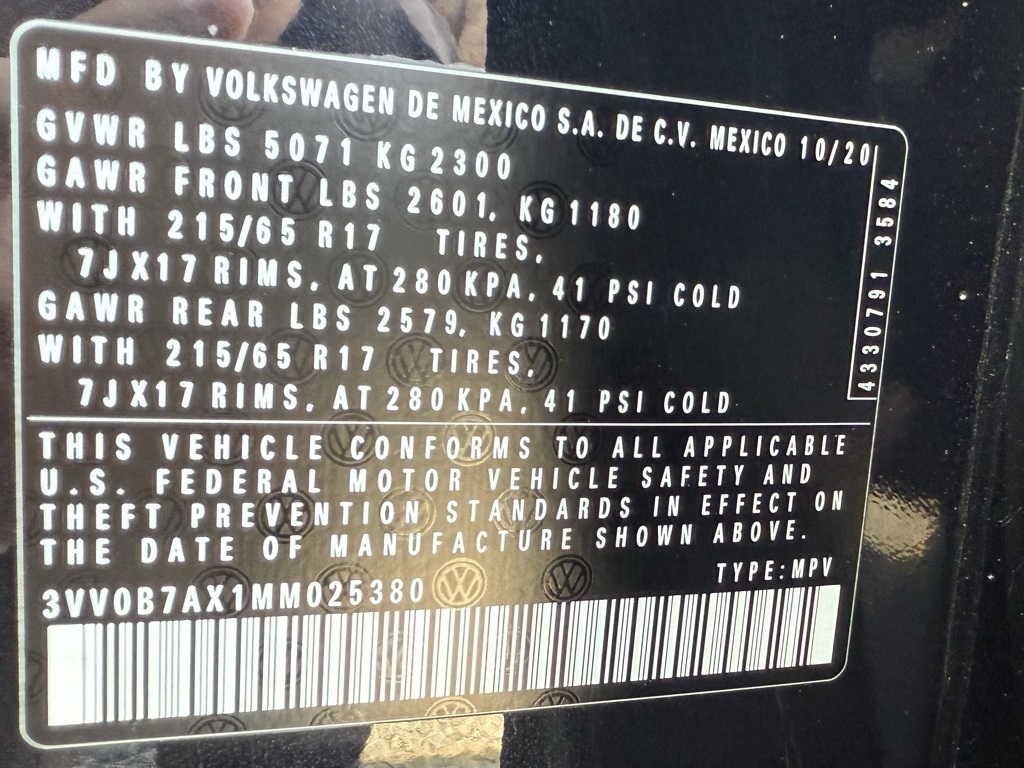 MFD BY VOLKSWAGEN DE MEXICO S.A. DE C.V. MEXICO 10/20
GVWR LBS 5071 KG 2300
GAWR FRONT LBS 2601, KG 1180
WITH 215/65 R17 TIRES,
7JX17 RIMS, AT 280 KPA, 41 PSI COLD
GAWR REAR LBS 2579, KG 1170
WITH 215/65 R17 TIRES,
7JX17 RIMS, AT 280 KPA, 41 PSI COLD
4330791 3584
THIS VEHICLE CONFORMS TO ALL APPLICABLE
U.S. FEDERAL MOTOR VEHICLE SAFETY AND
THEFT PREVENTION STANDARDS IN EFFECT ON
THE DATE OF MANUFACTURE SHOWN ABOVE.
TYPE:MPV
3VV0B7AX1MM025380